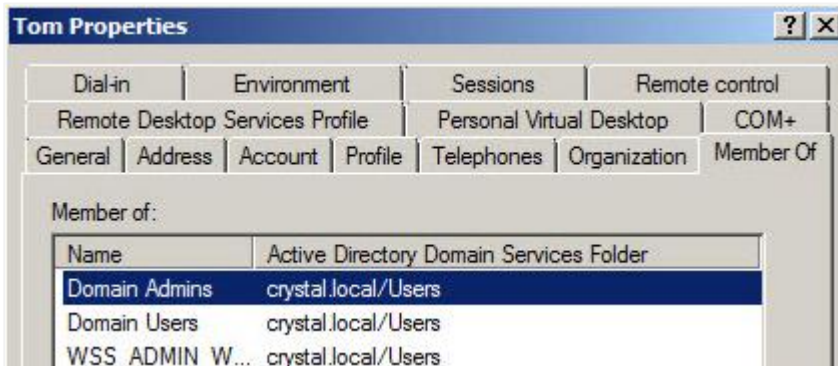 Tom Properties
Dial-in Environment Sessions Remote control
Remote Desktop Services Profile Personal Virtual Desktop COM+
General Address Account Profile Telephones Organization Member Of
Member of:
Name Active Directory Domain Services Folder
Domain Admins crystal.local/Users
Domain Users crystal.local/Users
WSS_ADMIN_W... crystal.local/Users